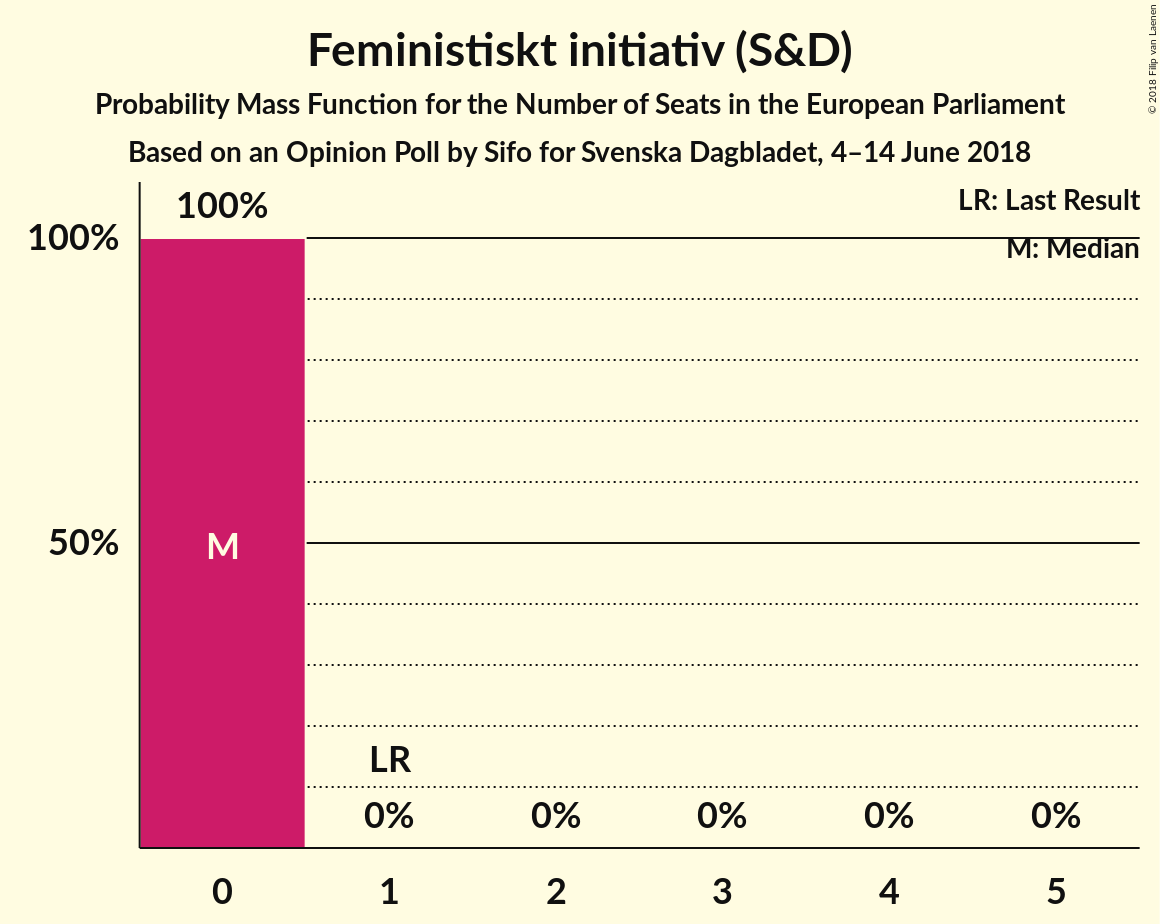 Feministiskt initiativ (S&D)
Probability Mass Function for the Number of Seats in the European Parliament
Based on an Opinion Poll by Sifo for Svenska Dagbladet, 4–14 June 2018
© 2018 Filip van Laenen
LR: Last Result
M: Median
100%
100%
50%
M
LR
0% 0% 0% 0% 0%
0 1 2 3 4 5